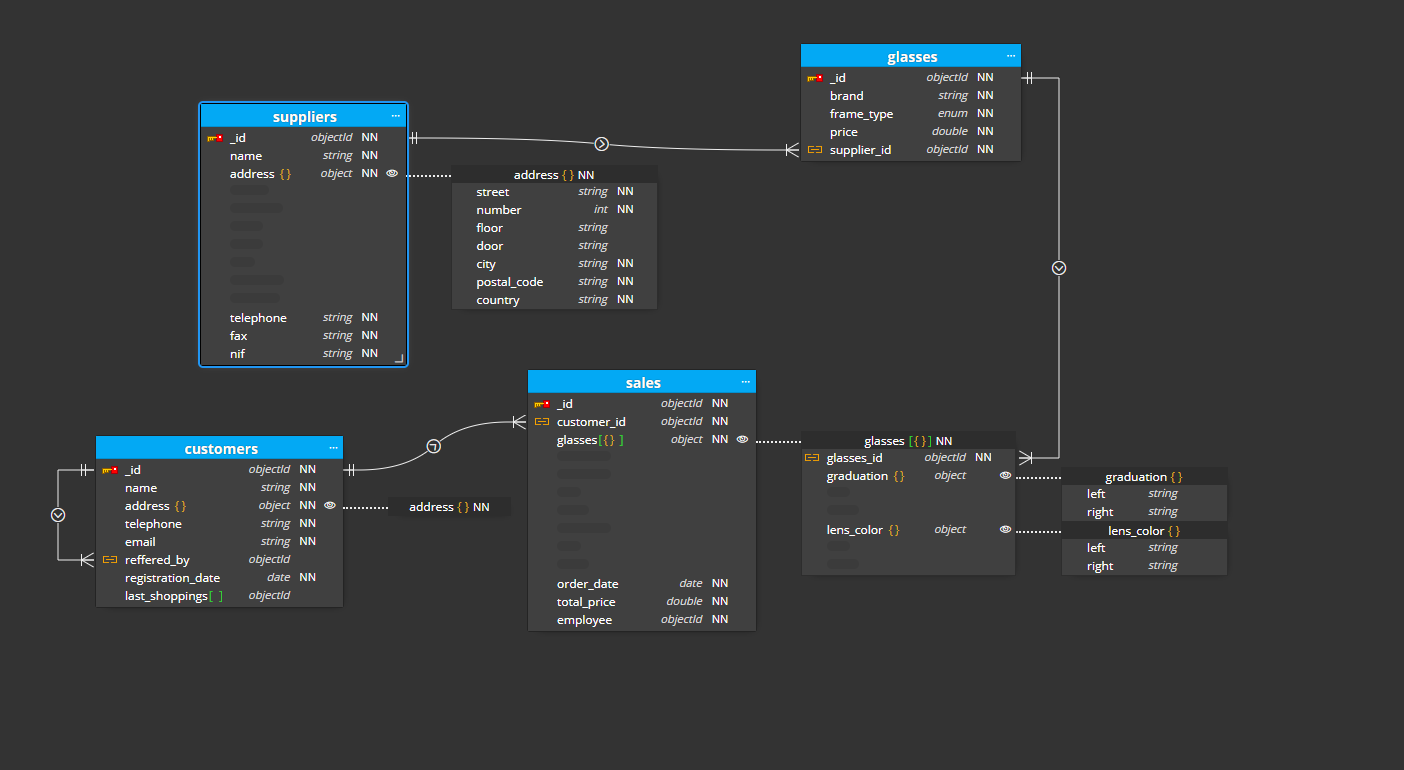 suppliers ...
_id objectId NN
name string NN
address { } object NN
telephone string NN
fax string NN
nif string NN
address { } NN
street string NN
number int NN
floor string
door string
city string NN
postal_code string NN
country string NN
glasses ...
_id objectId NN
brand string NN
frame_type enum NN
price double NN
supplier_id objectId NN
customers ...
_id objectId NN
name string NN
address { } object NN
telephone string NN
email string NN
reffered_by objectId
registration_date date NN
last_shoppings[ ] objectId
address { } NN
sales ...
_id objectId NN
customer_id objectId NN
glasses[{} ] object NN
order_date date NN
total_price double NN
employee objectId NN
glasses [{ }] NN
glasses_id objectId NN
graduation {} object
lens_color {} object
graduation { }
left string
right string
lens_color { }
left string
right string